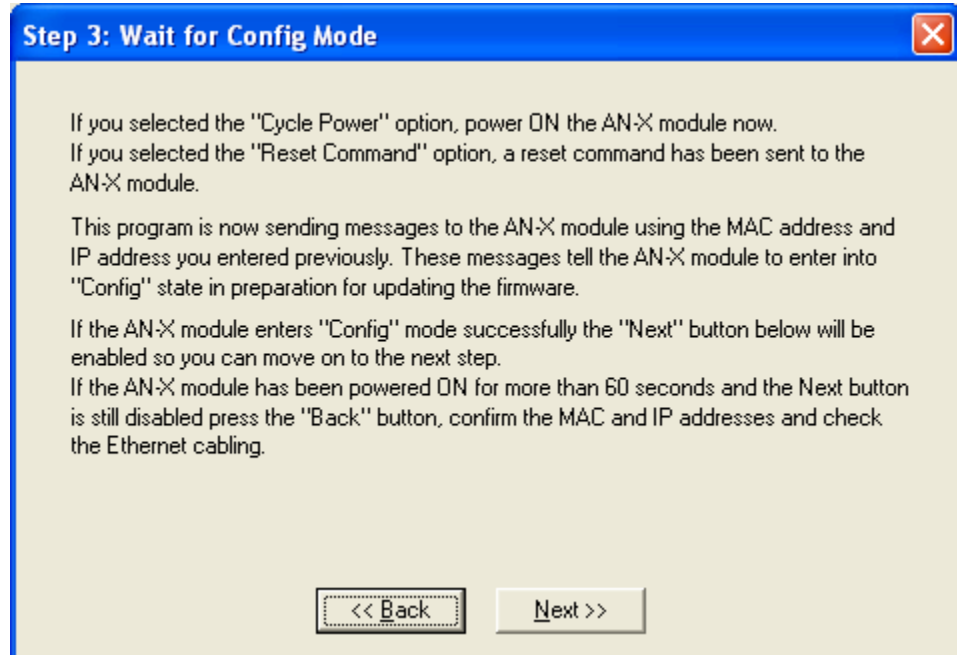 Step 3: Wait for Config Mode
If you selected the "Cycle Power" option, power ON the AN-X module now.
If you selected the "Reset Command" option, a reset command has been sent to the
AN-X module.
This program is now sending messages to the AN-X module using the MAC address and
IP address you entered previously. These messages tell the AN-X module to enter into
"Config" state in preparation for updating the firmware.
If the AN-X module enters "Config" mode successfully the "Next" button below will be
enabled so you can move on to the next step.
If the AN-X module has been powered ON for more than 60 seconds and the Next button
is still disabled press the "Back" button, confirm the MAC and IP addresses and check
the Ethernet cabling.
<< Back
Next >>